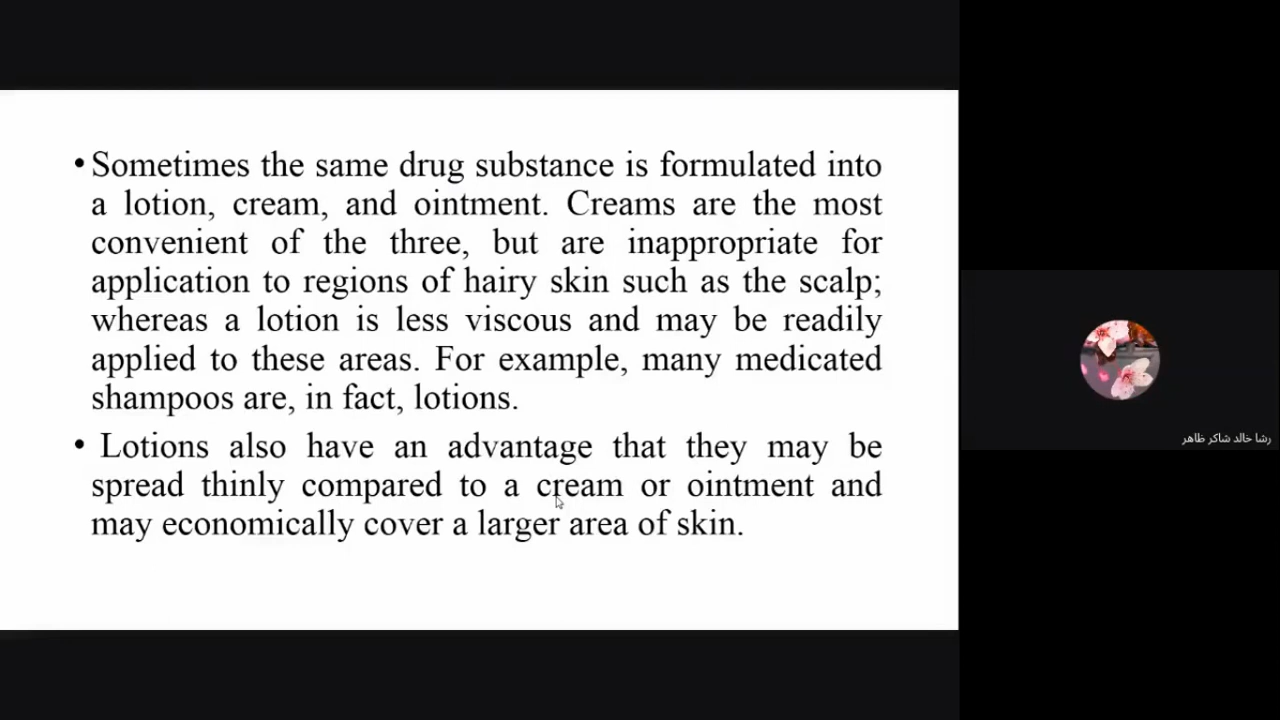 •Sometimes the same drug substance is formulated into
a lotion, cream, and ointment. Creams are the most
convenient of the three, but are inappropriate for
application to regions of hairy skin such as the scalp;
whereas a lotion is less viscous and may be readily
applied to these areas. For example, many medicated
shampoos are, in fact, lotions.
• Lotions also have an advantage that they may be
spread thinly compared to a cream or ointment and
may economically cover a larger area of skin.
رشا خالد شاكر ظاهر